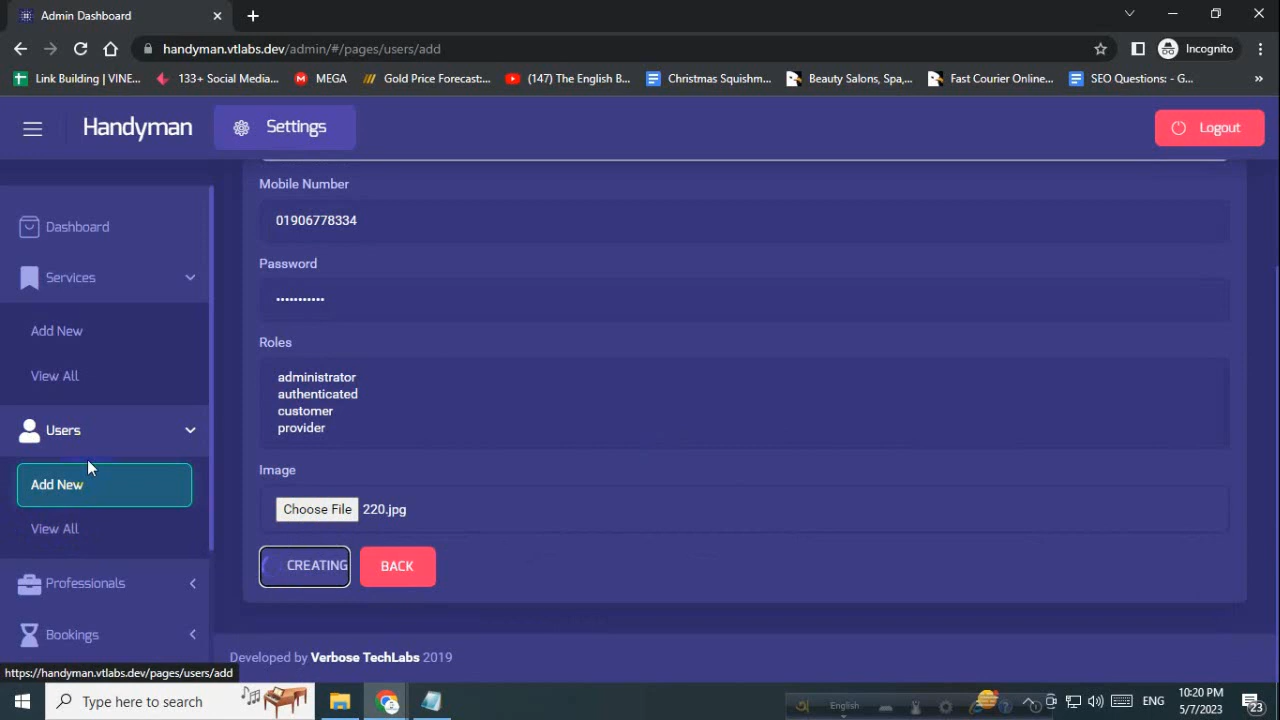 Admin Dashboard
handyman.vtlabs.dev/admin/#/pages/users/add
Incognito
Link Building | VINE...
133+ Social Media...
MEGA
Gold Price Forecast:...
(147) The English B...
Christmas Squishm...
Beauty Salons, Spa,...
Fast Courier Online...
SEO Questions: - G...
»
Handyman
Settings
Logout
Dashboard
Services
Add New
View All
Users
Add New
View All
Professionals
Bookings
Mobile Number
01906778334
Password
•••••••••••
Roles
administrator
authenticated
customer
provider
Image
Choose File 220.jpg
CREATING
BACK
Developed by Verbose TechLabs 2019
https://handyman.vtlabs.dev/pages/users/add
Type here to search
English
ENG
10:20 PM
5/7/2023
23